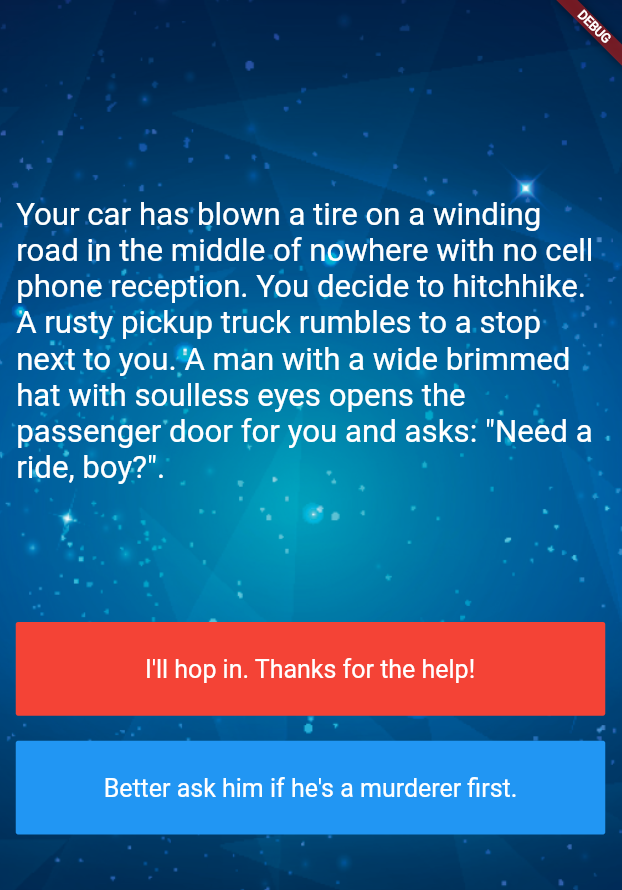 DEBUG
Your car has blown a tire on a winding
road in the middle of nowhere with no cell
phone reception. You decide to hitchhike.
A rusty pickup truck rumbles to a stop
next to you. A man with a wide brimmed
hat with soulless eyes opens the
passenger door for you and asks: "Need a
ride, boy?".
I'll hop in. Thanks for the help!
Better ask him if he's a murderer first.